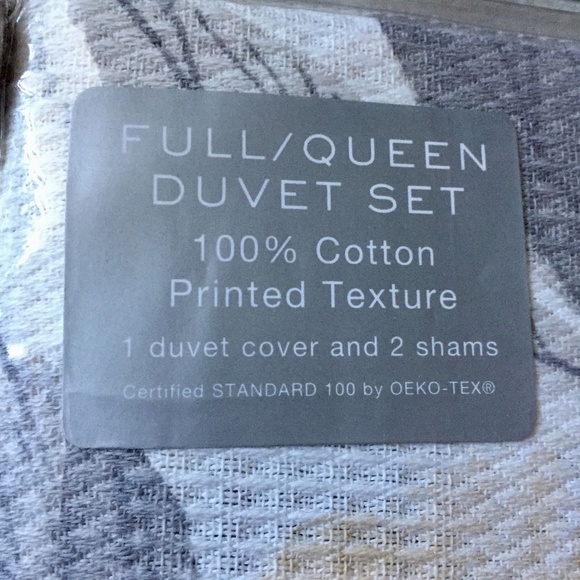 FULL/QUEEN
DUVET SET
100% Cotton
Printed Texture
1 duvet cover and 2 shams
Certified STANDARD 100 by OEKO-TEX®